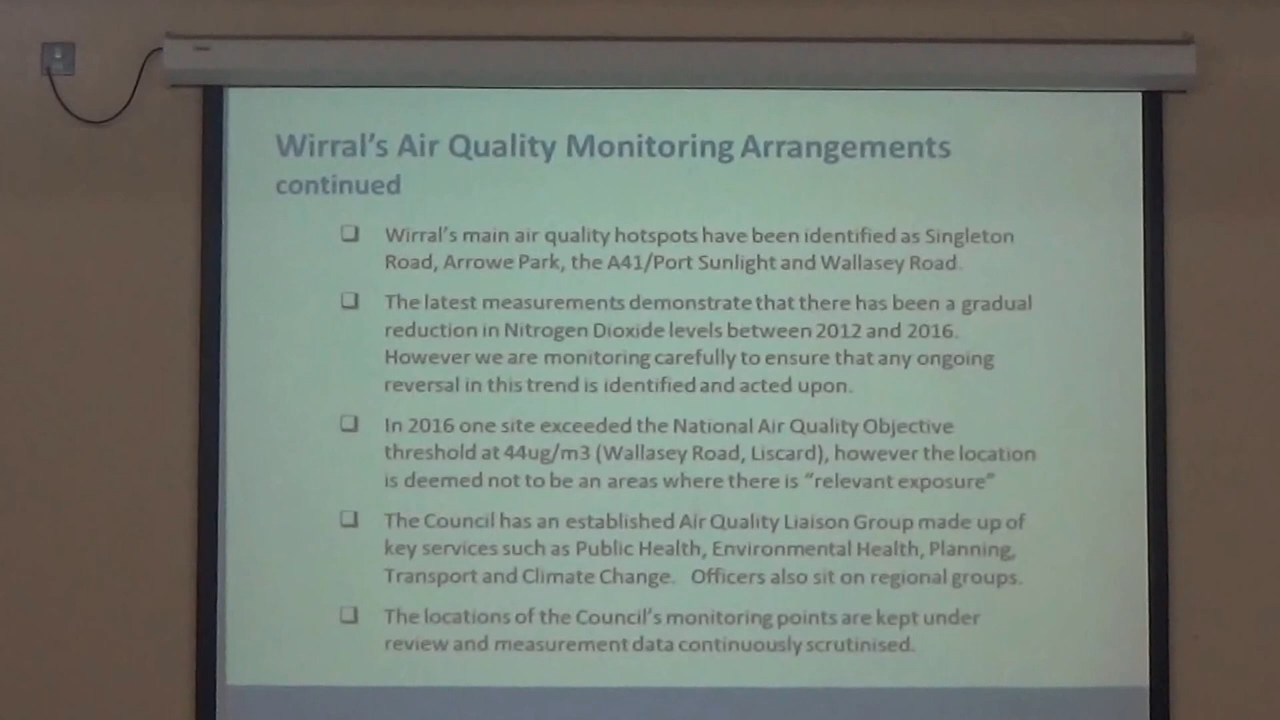 Wirral's Air Quality Monitoring Arrangements
continued
❑ Wirral's main air quality hotspots have been identified as Singleton
Road, Arrowe Park, the A41/Port Sunlight and Wallasey Road.
❑ The latest measurements demonstrate that there has been a gradual
reduction in Nitrogen Dioxide levels between 2012 and 2016.
However we are monitoring carefully to ensure that any ongoing
reversal in this trend is identified and acted upon.
❑ In 2016 one site exceeded the National Air Quality Objective
threshold at 44ug/m3 (Wallasey Road, Liscard), however the location
is deemed not to be an areas where there is "relevant exposure"
❑ The Council has an established Air Quality Liaison Group made up of
key services such as Public Health, Environmental Health, Planning,
Transport and Climate Change. Officers also sit on regional groups.
❑ The locations of the Council's monitoring points are kept under
review and measurement data continuously scrutinised.